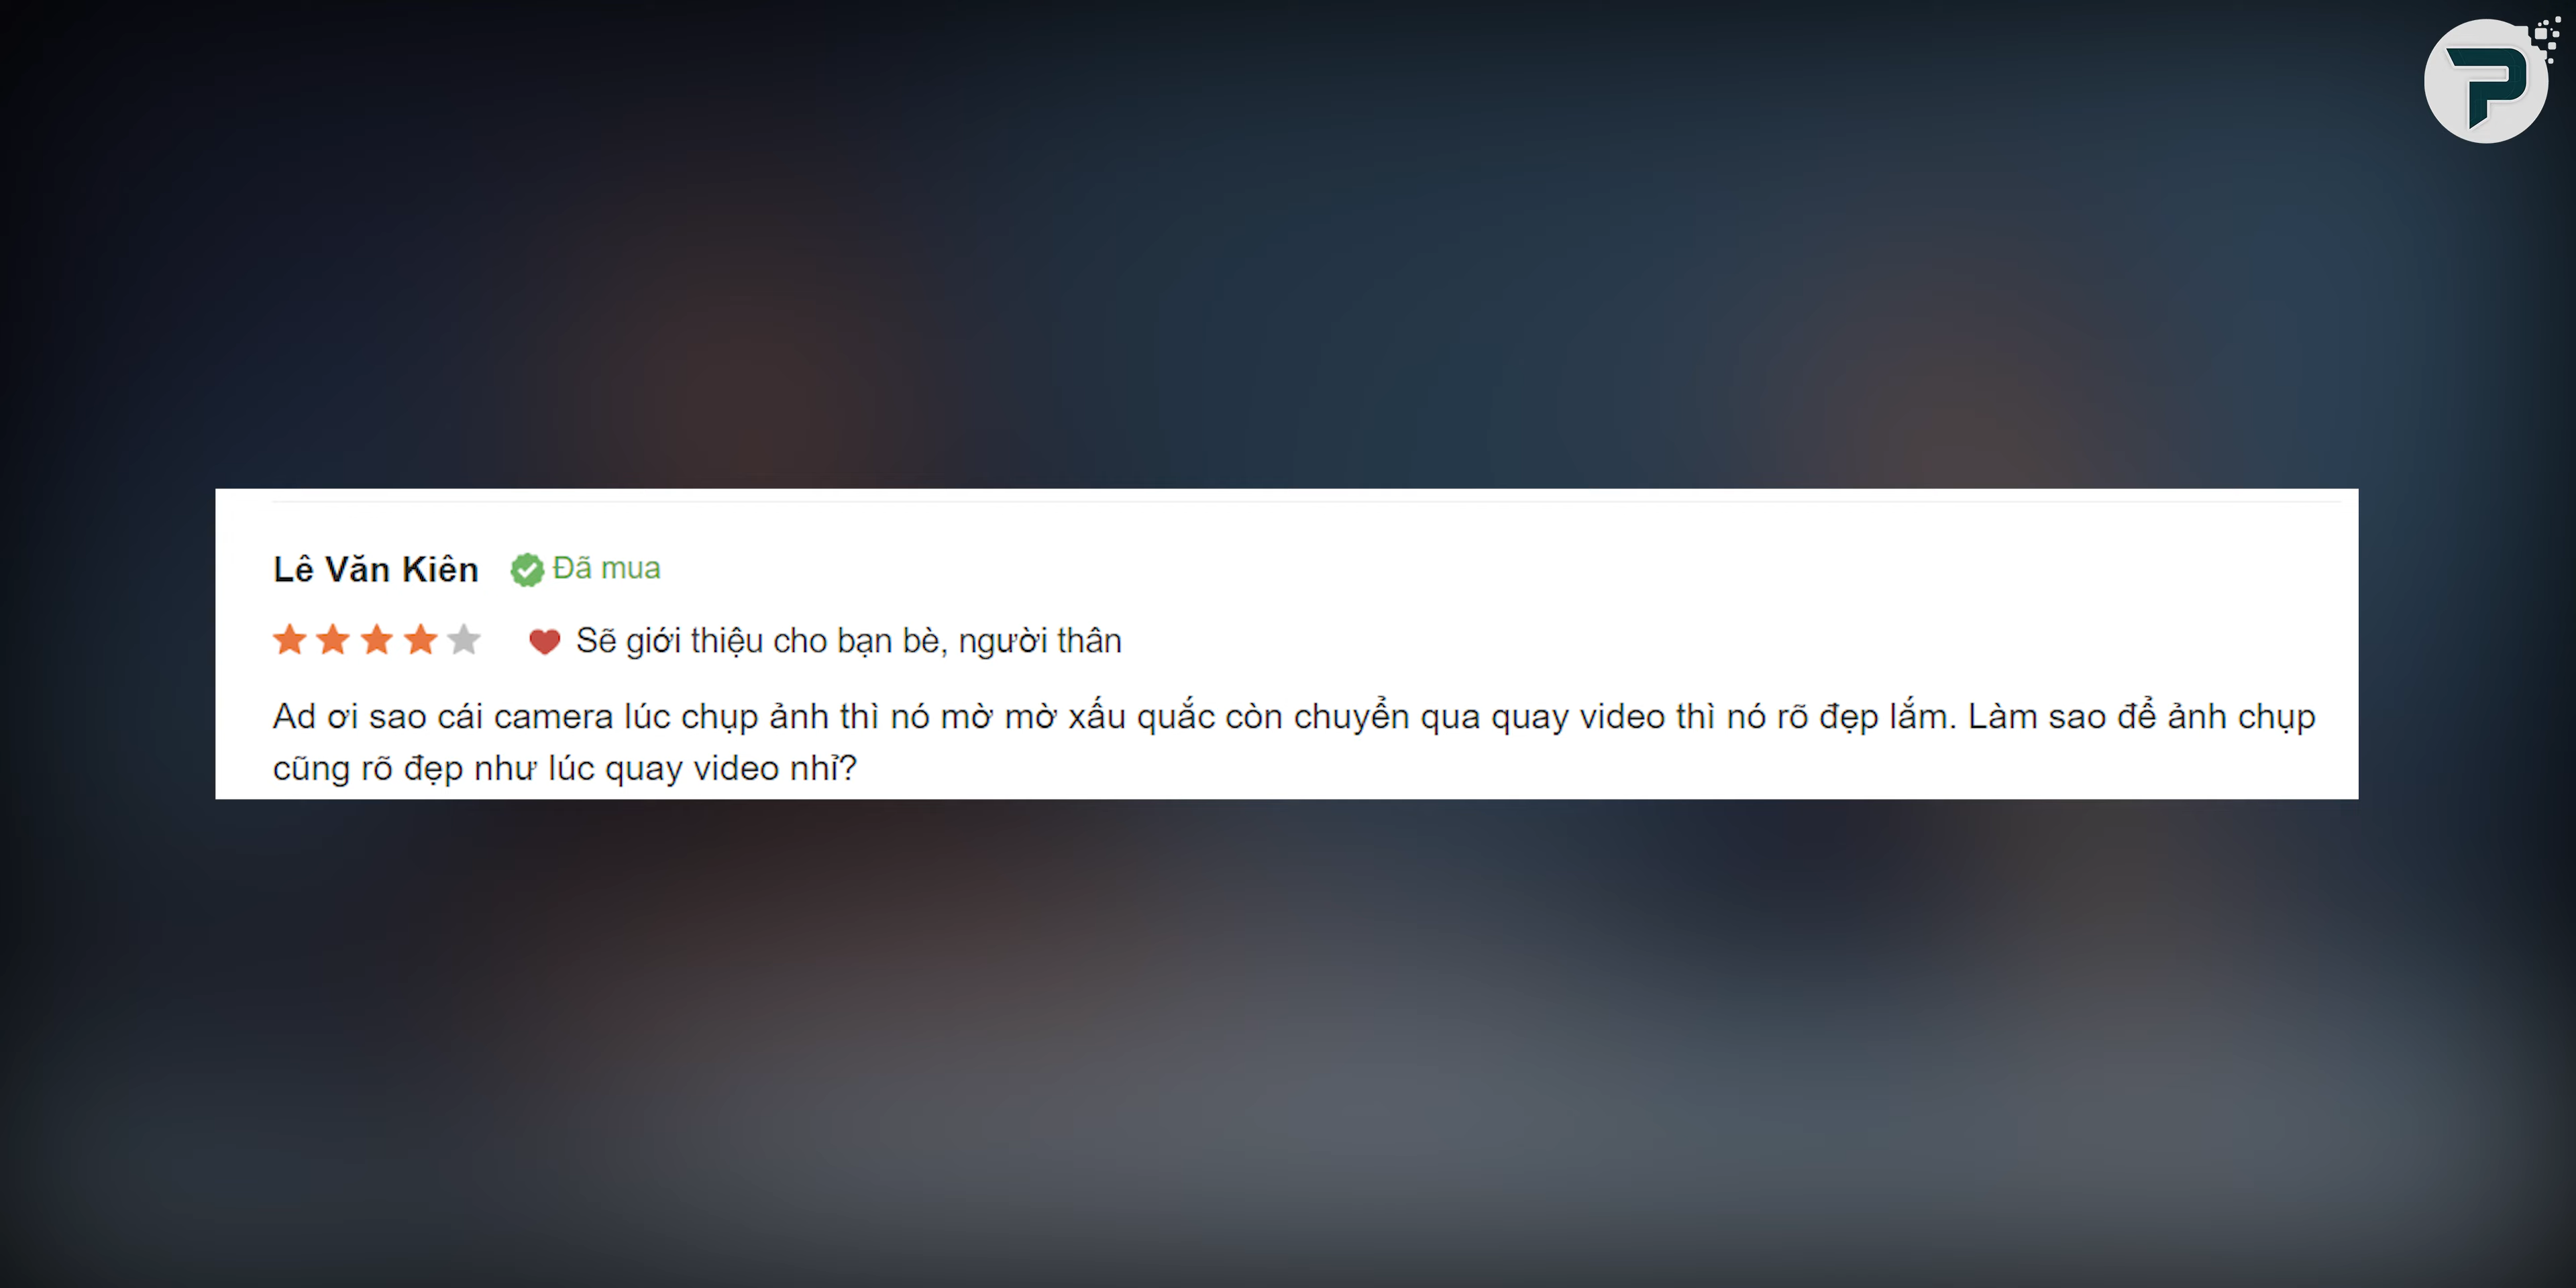 Lê Văn Kiên Đã mua
Sẽ giới thiệu cho bạn bè, người thân
Ad ơi sao cái camera lúc chụp ảnh thì nó mờ mờ xấu quắc còn chuyển qua quay video thì nó rõ đẹp lắm. Làm sao để ảnh chụp
cũng rõ đẹp như lúc quay video nhỉ?
P